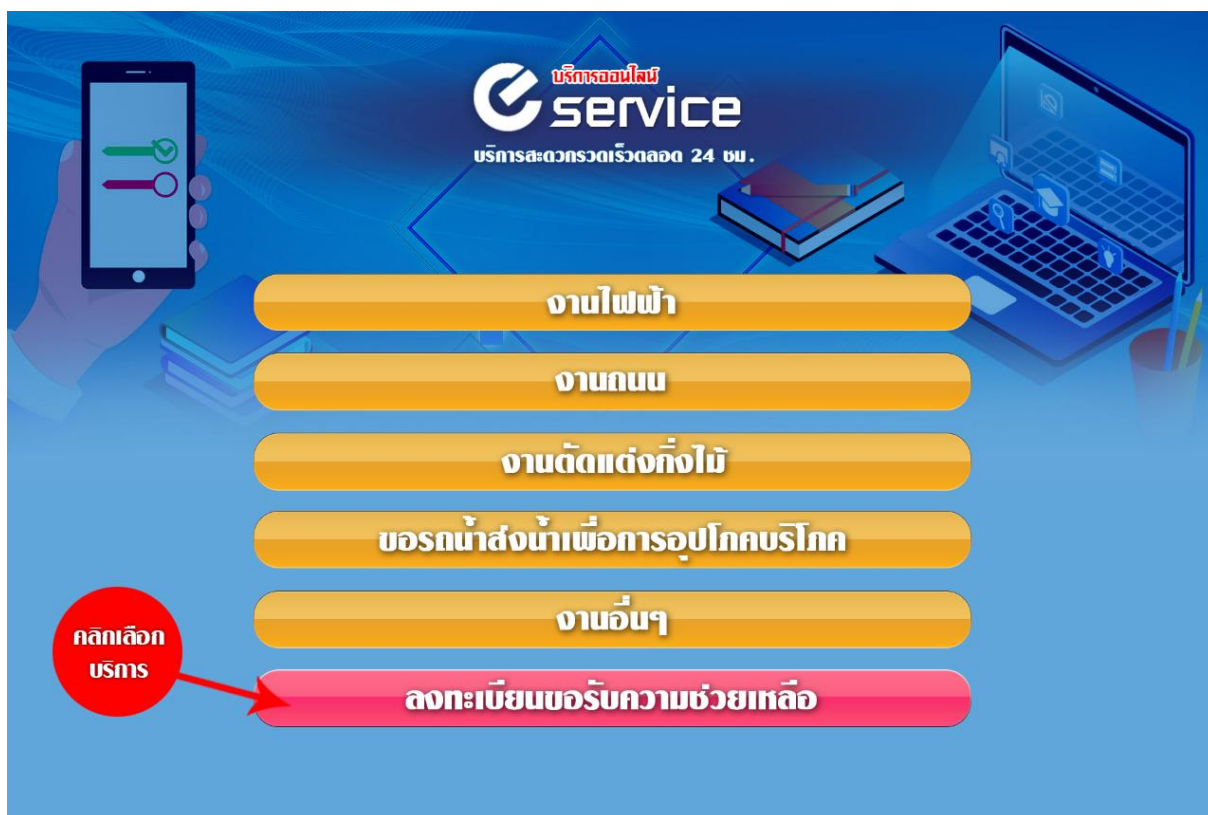 บริการออนไลน์
e service
บริการสะดวกรวดเร็วตลอด 24 ชม.
งานไฟฟ้า
งานถนน
งานตัดแต่งกิ่งไม้
ขอรถน้ำส่งน้ำเพื่อการอุปโภคบริโภค
งานอื่นๆ
คลิกเลือก
บริการ
ลงทะเบียนขอรับความช่วยเหลือ